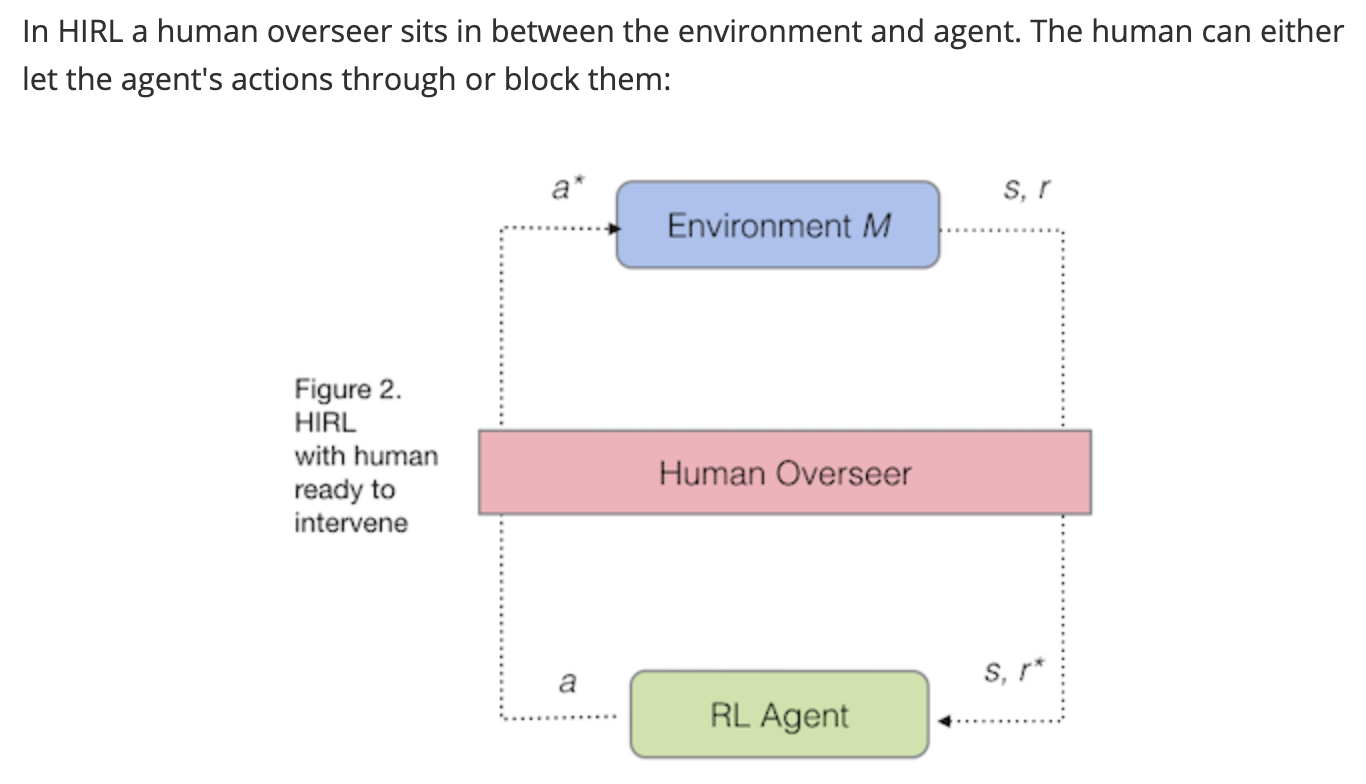 In HIRL a human overseer sits in between the environment and agent. The human can either
let the agent's actions through or block them:
a*
Environment M
s, r
Figure 2.
HIRL
with human
ready to
intervene
Human Overseer
a
RL Agent
s, r*